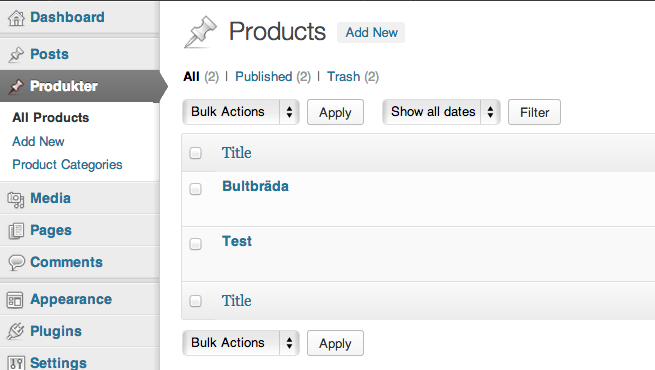 Dashboard
Posts
Produkter
All Products
Add New
Product Categories
Media
Pages
Comments
Appearance
Plugins
Settings
Products Add New
All (2) | Published (2) | Trash (2)
Bulk Actions Apply Show all dates Filter
Title
Bultbräda
Test
Title
Bulk Actions Apply